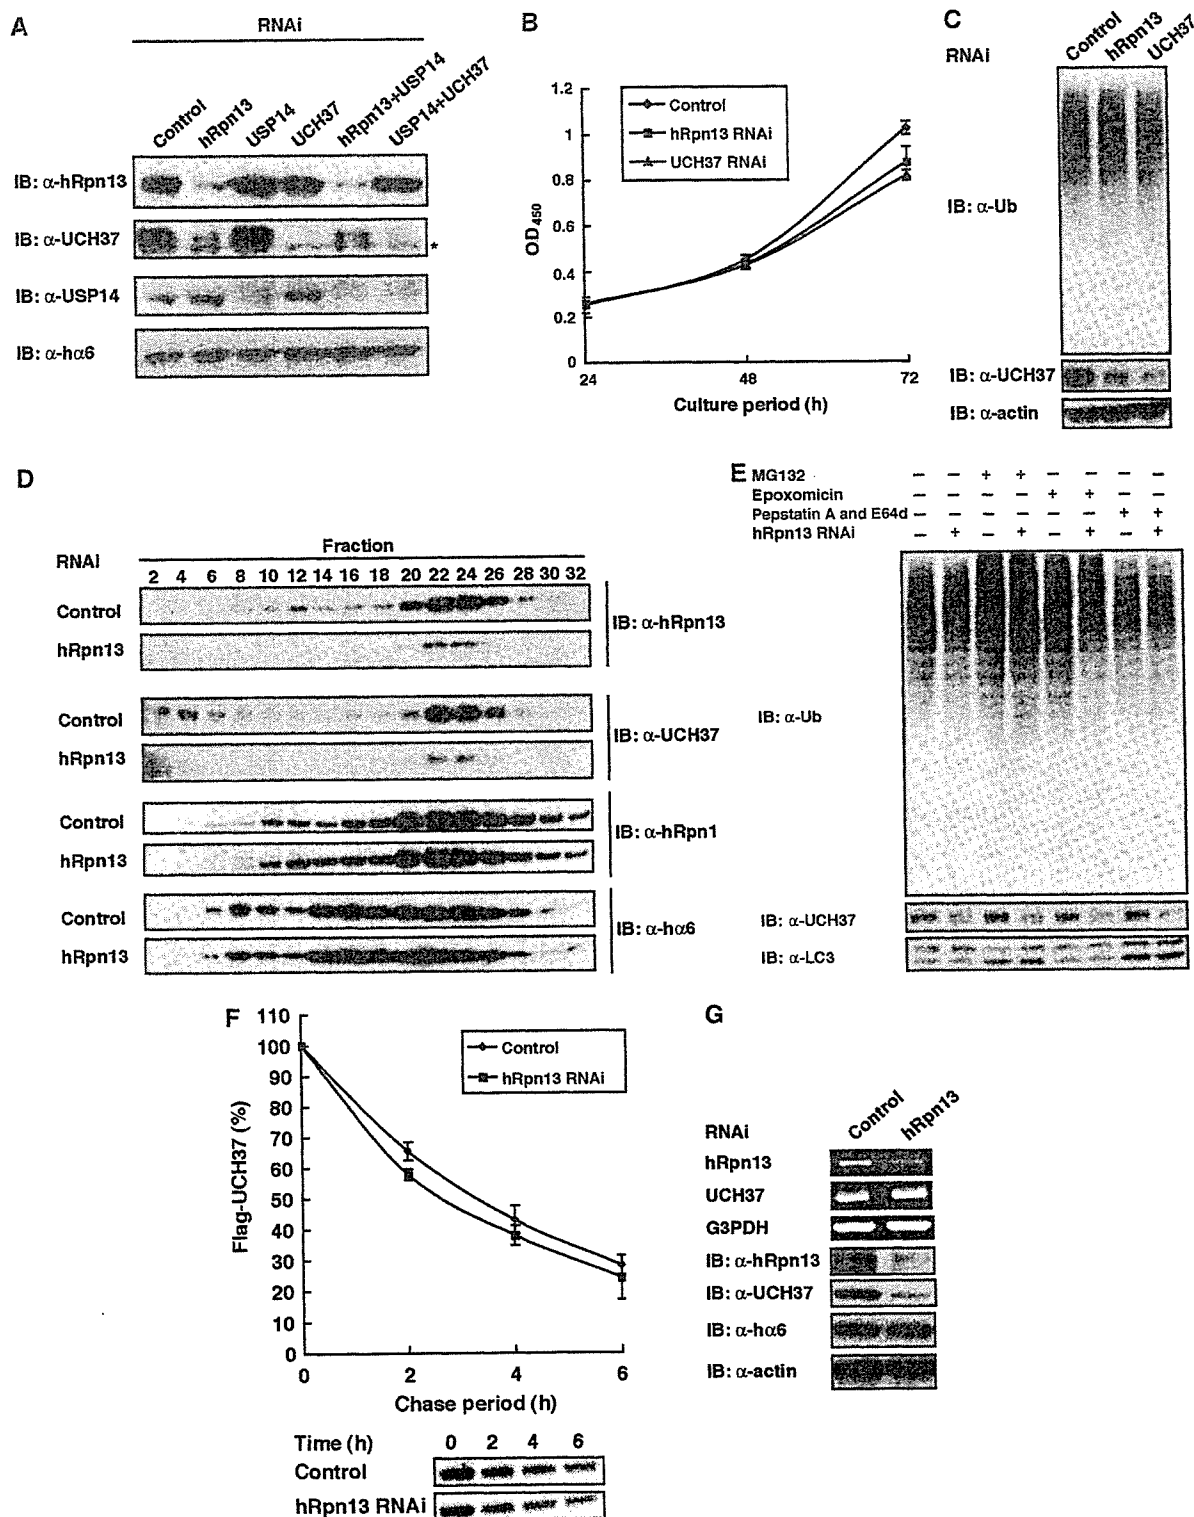 A
RNAi
Control
hRpn13
USP14
UCH37
hRpn13+USP14
USP14+UCH37
IB: α-hRpn13
IB: α-UCH37
*
IB: α-USP14
IB: α-hα6
B
Control
hRpn13 RNAi
UCH37 RNAi
1.2
1
0.8
0.6
0.4
0.2
0
OD450
24
48
72
Culture period (h)
C
RNAi
Control
hRpn13
UCH37
IB: α-Ub
IB: α-UCH37
IB: α-actin
D
RNAi
Fraction
2 4 6 8 10 12 14 16 18 20 22 24 26 28 30 32
Control
hRpn13
IB: α-hRpn13
Control
hRpn13
IB: α-UCH37
Control
hRpn13
IB: α-hRpn1
Control
hRpn13
IB: α-hα6
E
MG132 – – + + – – – –
Epoxomicin – – – – + + – –
Pepstatin A and E64d – – – – – – + +
hRpn13 RNAi – + – + – + – +
IB: α-Ub
IB: α-UCH37
IB: α-LC3
F
110
100
90
80
70
60
50
40
30
20
10
0
Flag-UCH37 (%)
Control
hRpn13 RNAi
0
2
4
6
Chase period (h)
Time (h) 0 2 4 6
Control
hRpn13 RNAi
G
RNAi
Control
hRpn13
hRpn13
UCH37
G3PDH
IB: α-hRpn13
IB: α-UCH37
IB: α-hα6
IB: α-actin